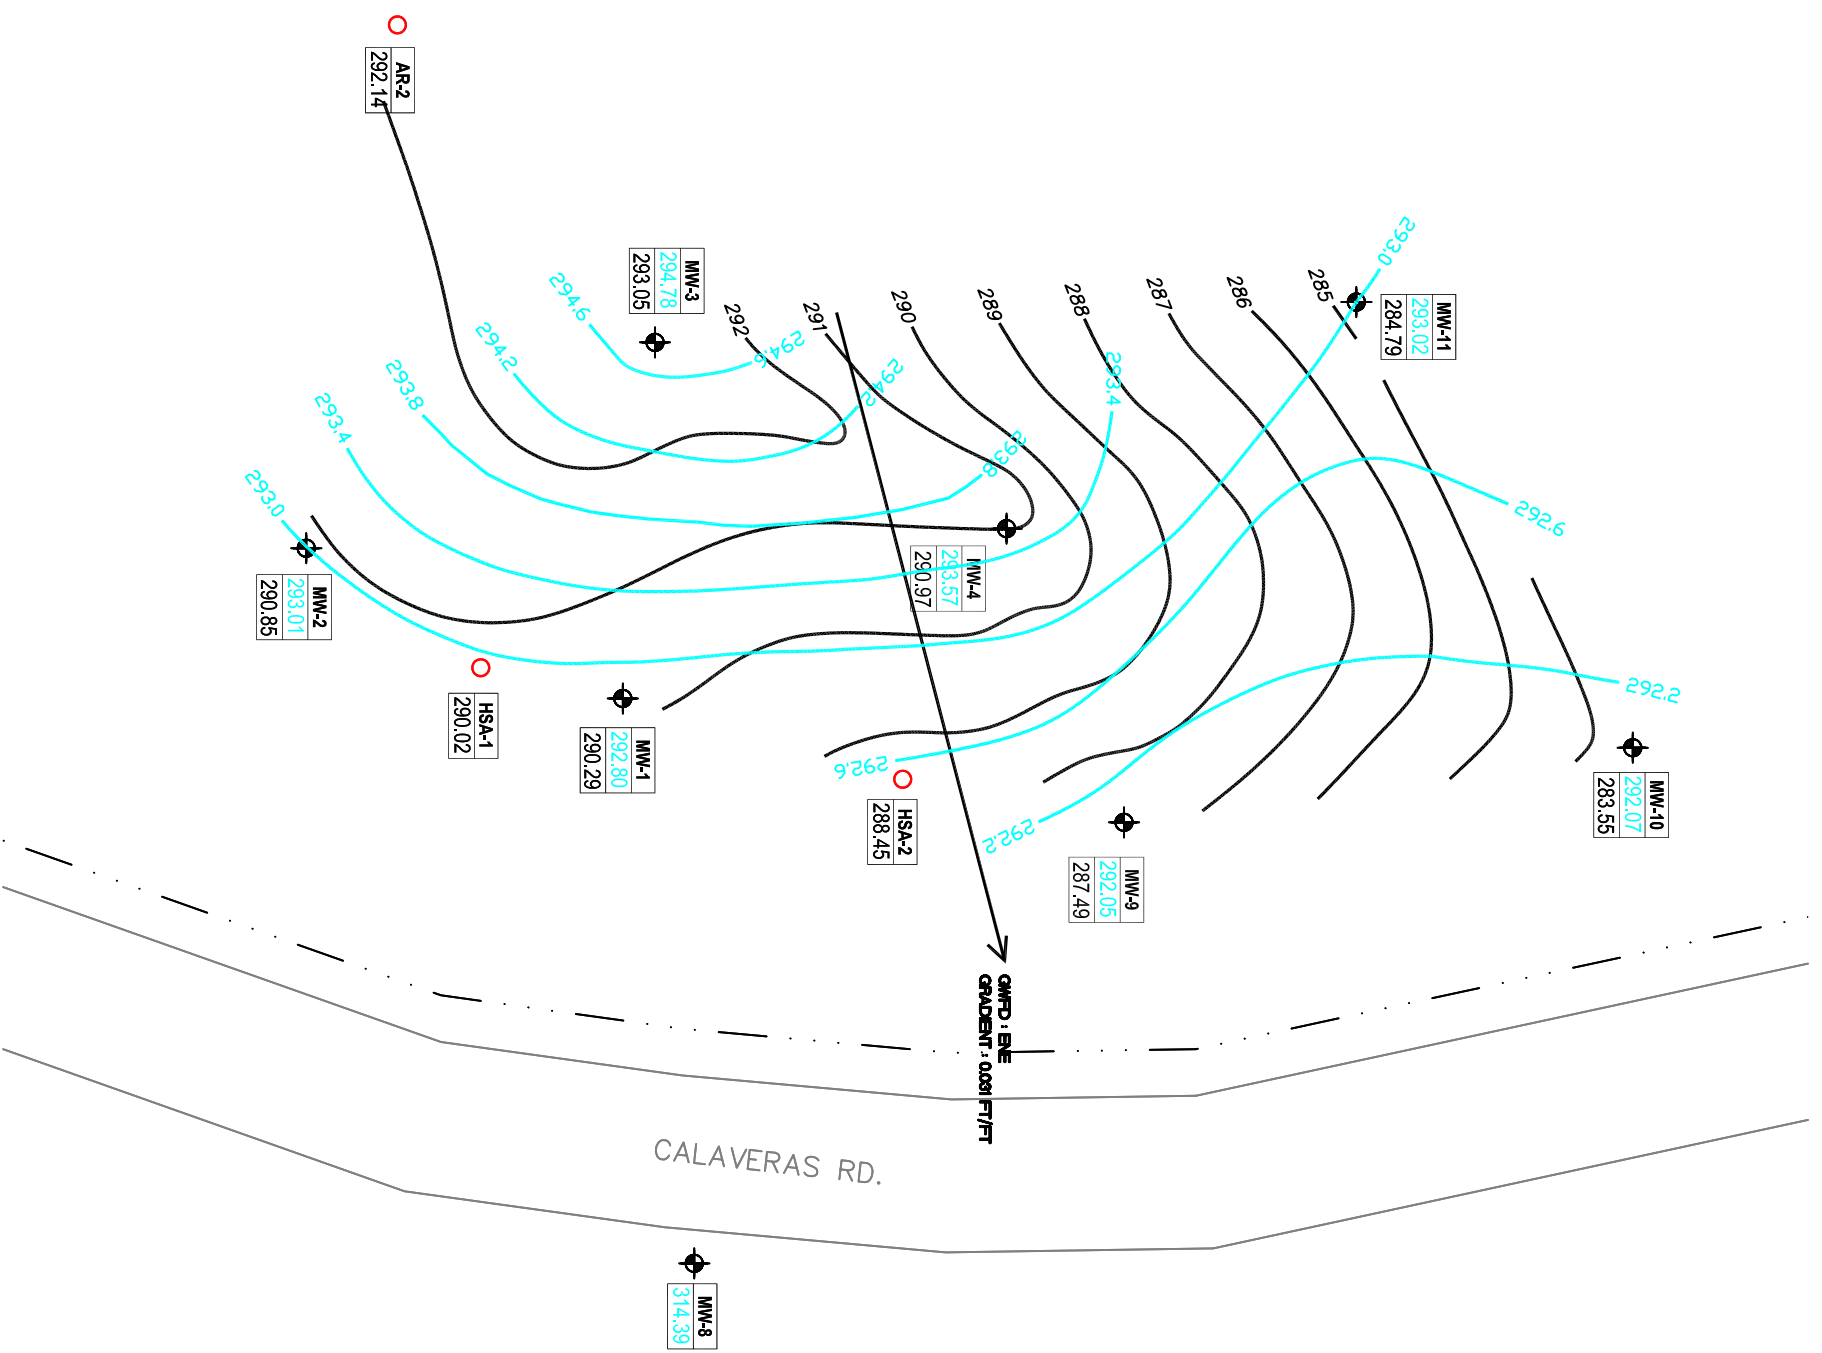 AR-2
292.14
MW-3
294.78
293.05
MW-11
293.02
284.79
293.0
294.6
294.2
293.8
293.4
293.0
292
291
290
289
288
287
286
285
294.6
294.2
293.8
293.4
292.6
292.2
MW-4
293.57
290.97
MW-2
293.01
290.85
HSA-1
290.02
MW-1
292.80
290.29
292.6
HSA-2
288.45
292.2
MW-9
292.05
287.49
MW-10
292.07
283.55
GWFD : ENE
GRADIENT : 0.031 FT/FT
CALAVERAS RD.
MW-8
314.39